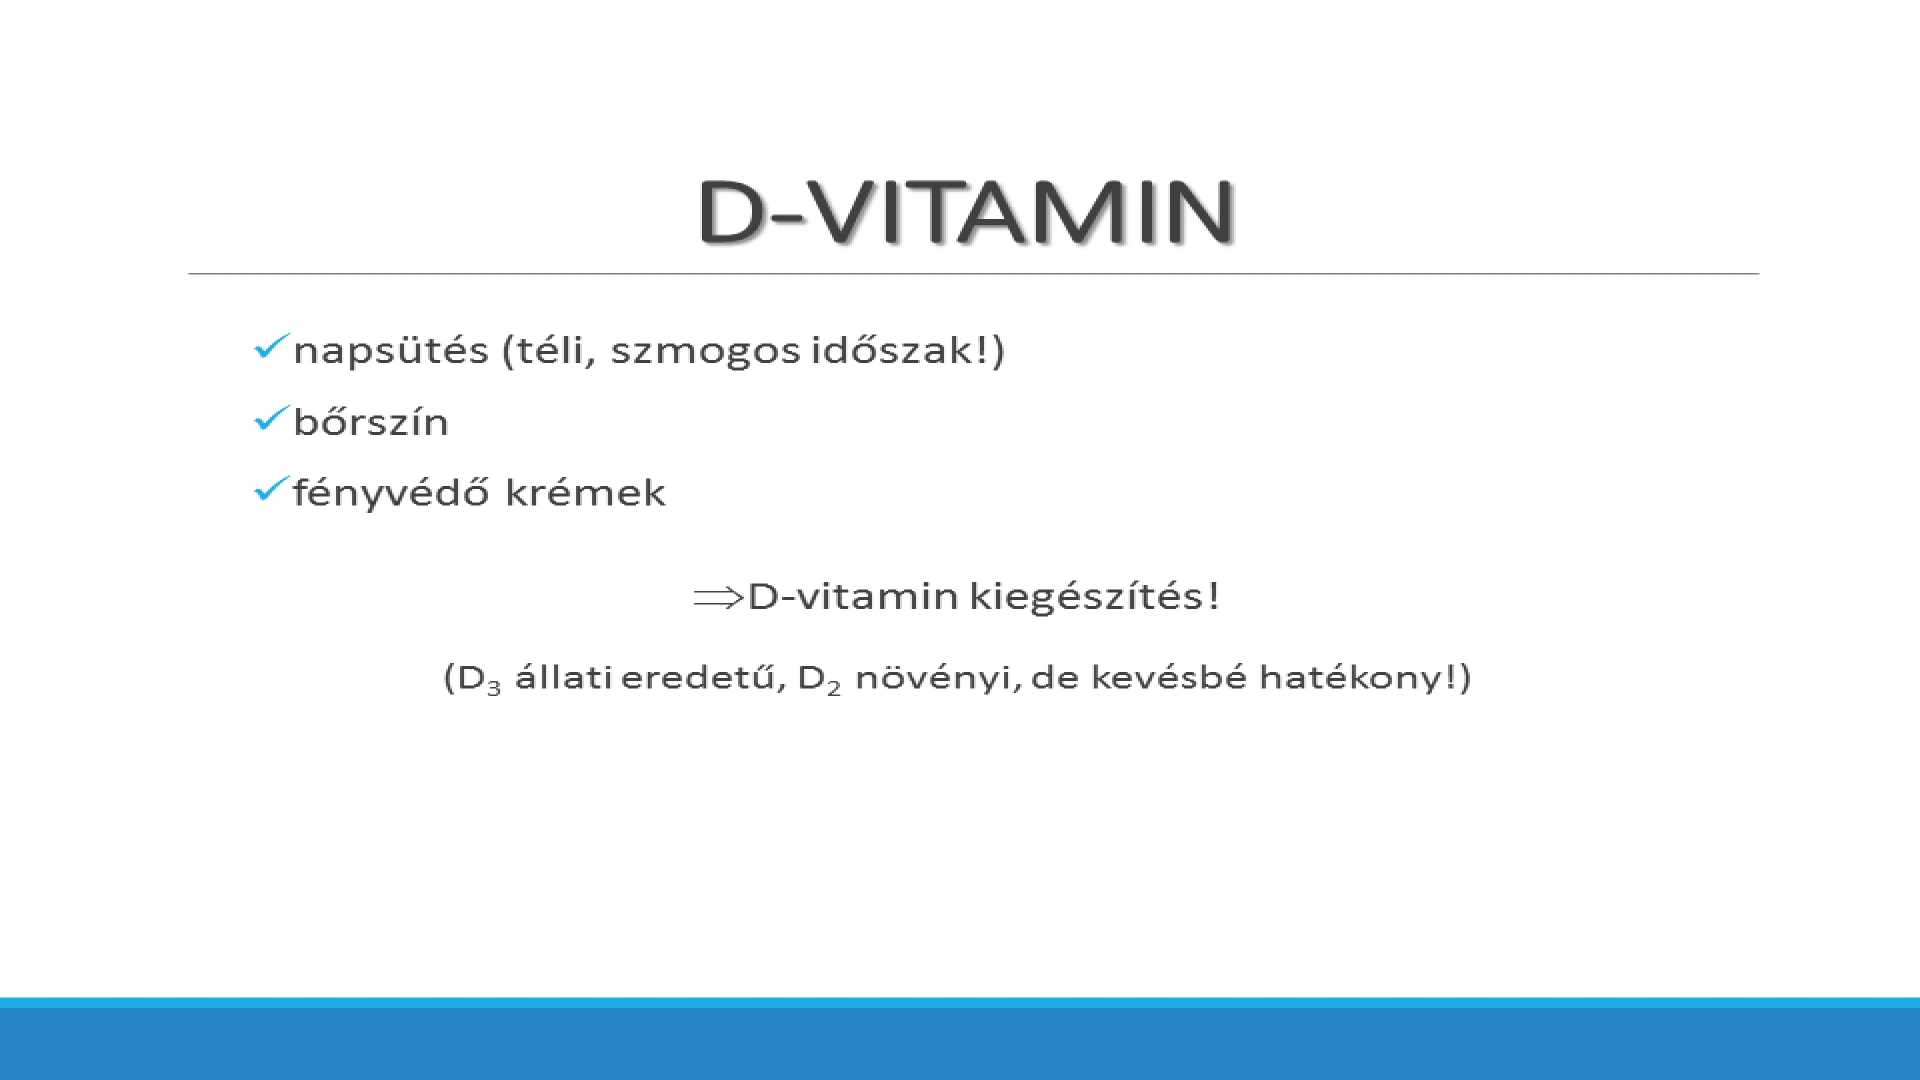 D-VITAMIN
✓napsütés (téli, szmogos időszak!)
✓bőrszín
✓fényvédő krémek
⇒D-vitamin kiegészítés!
(D₃ állati eredetű, D₂ növényi, de kevésbé hatékony!)